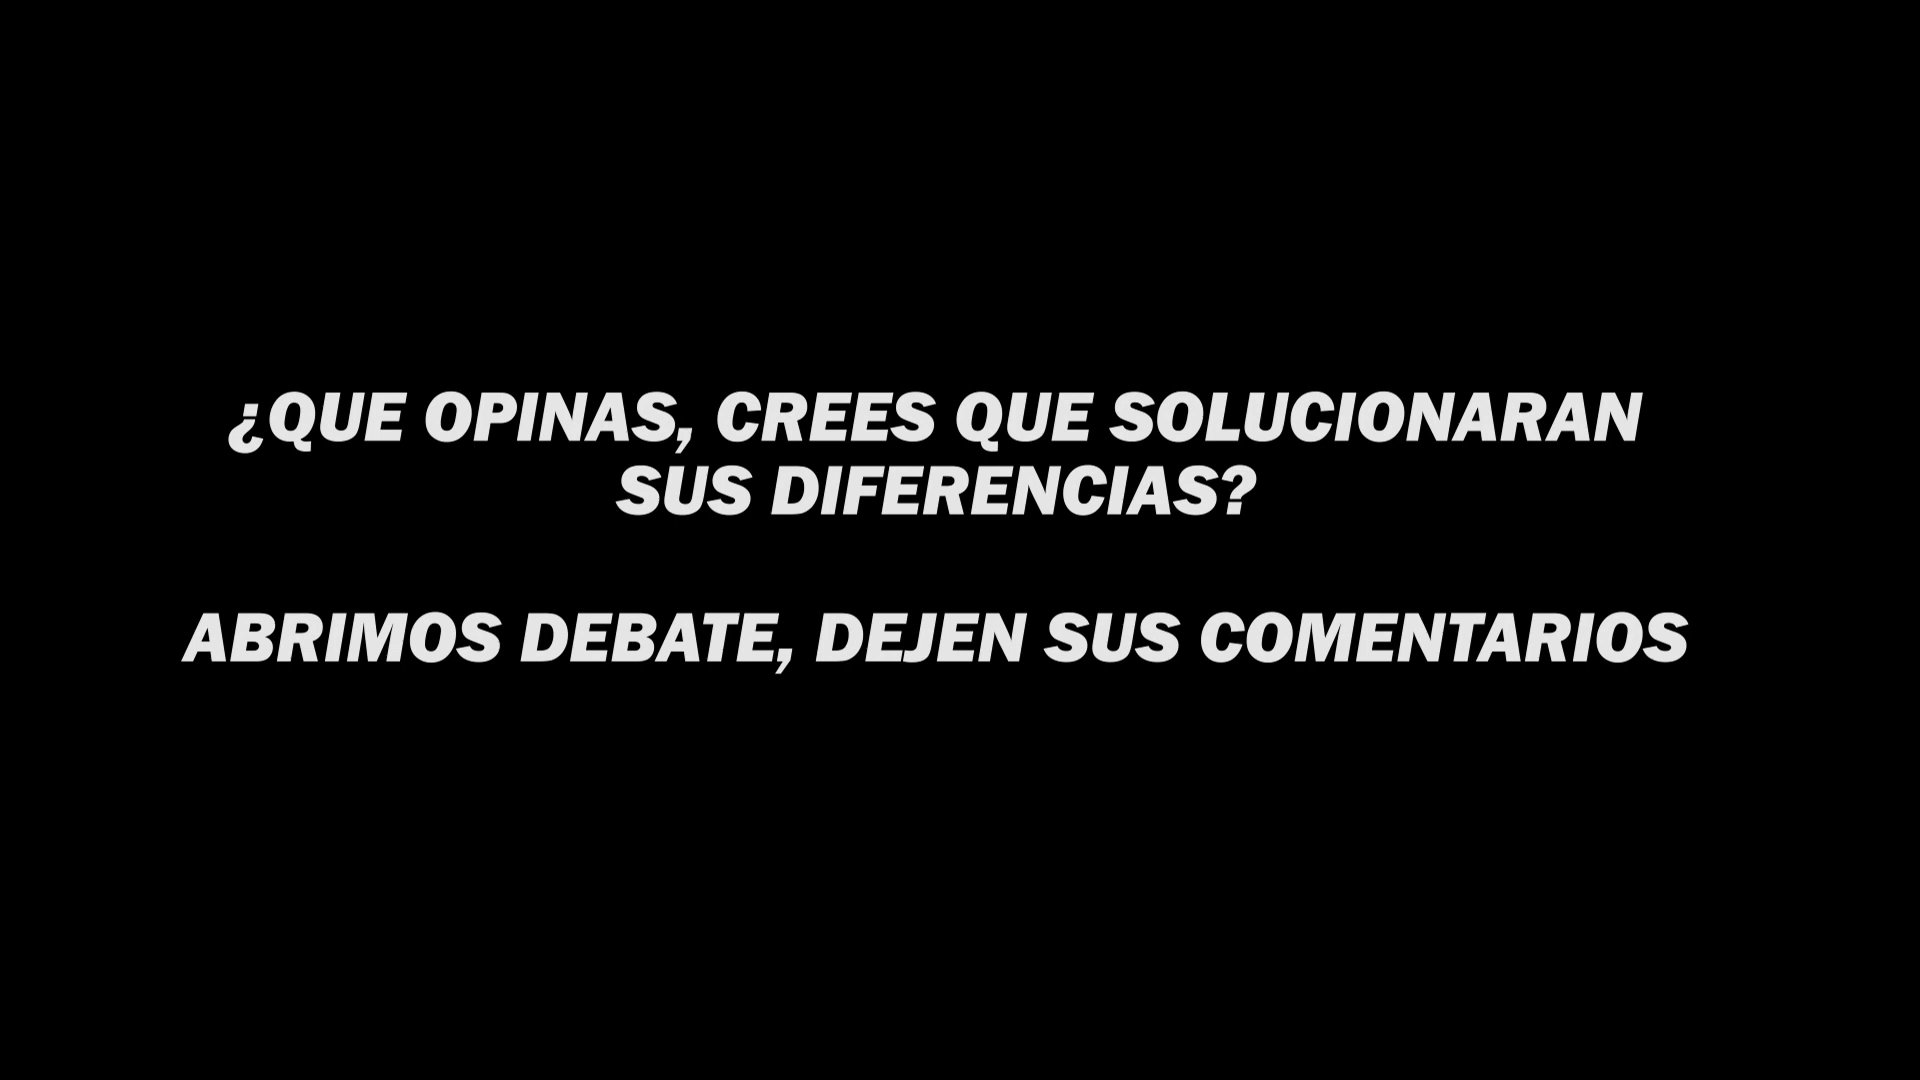 ¿QUE OPINAS, CREES QUE SOLUCIONARAN
SUS DIFERENCIAS?
ABRIMOS DEBATE, DEJEN SUS COMENTARIOS